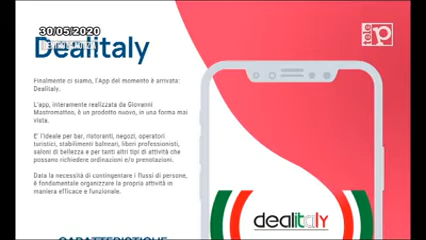 30/05/2020
Dealitaly
tele
p
Finalmente ci siamo, l'App del momento è arrivata:
Dealitaly.
L'app, interamente realizzata da Giovanni
Mastromatteo, è un prodotto nuovo, in una forma mai
vista.
E' l'ideale per bar, ristoranti, negozi, operatori
turistici, stabilimenti balneari, liberi professionisti,
saloni di bellezza e per tanti altri tipi di attività che
possano richiedere ordinazioni e/o prenotazioni.
Data la necessità di contingentare i flussi di persone, è
fondamentale organizzare la propria attività in
maniera efficace e funzionale.
dealitaly
CARATTERISTICHE